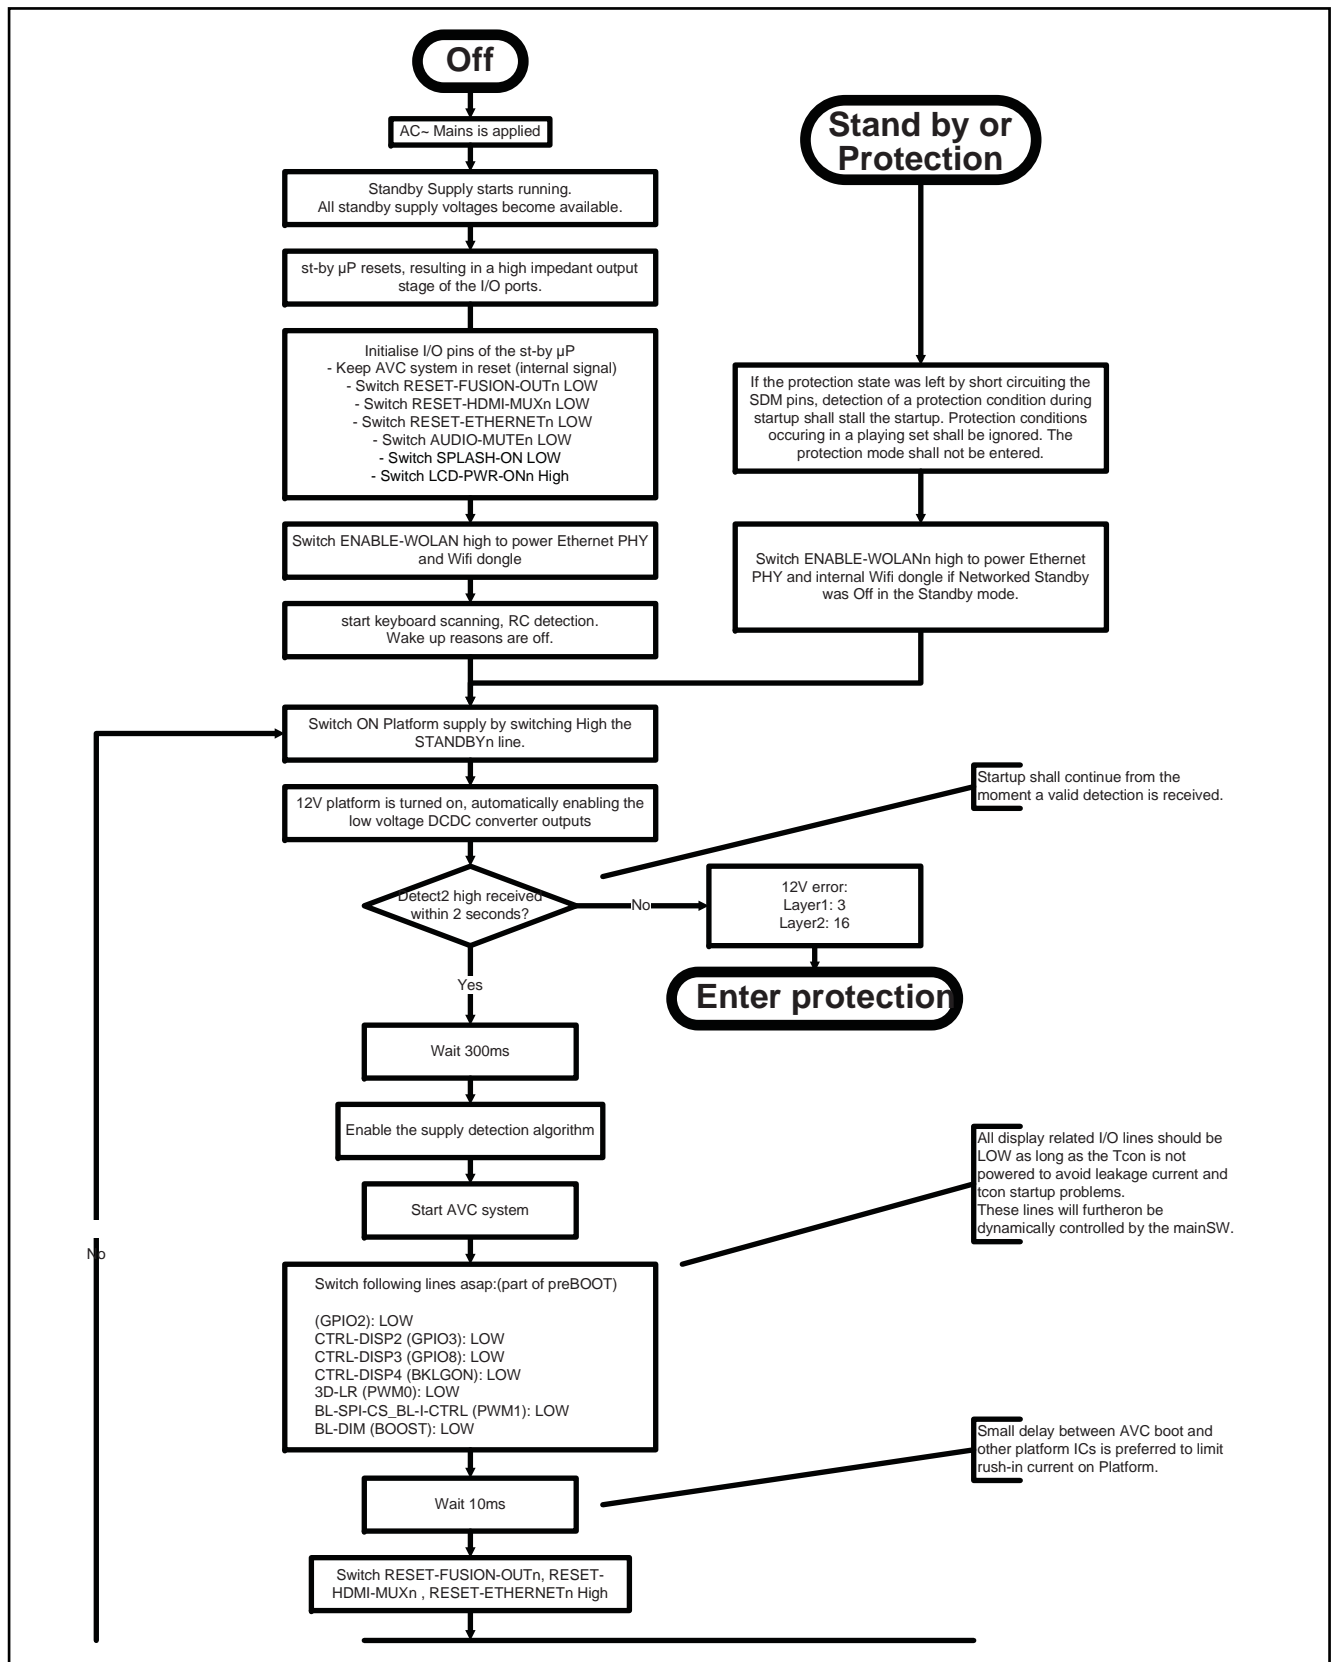 Off
AC~ Mains is applied
Stand by or
Protection
Standby Supply starts running.
All standby supply voltages become available.
st-by µP resets, resulting in a high impedant output
stage of the I/O ports.
Initialise I/O pins of the st-by µP
- Keep AVC system in reset (internal signal)
- Switch RESET-FUSION-OUTn LOW
- Switch RESET-HDMI-MUXn LOW
- Switch RESET-ETHERNETn LOW
- Switch AUDIO-MUTEn LOW
- Switch SPLASH-ON LOW
- Switch LCD-PWR-ONn High
If the protection state was left by short circuiting the
SDM pins, detection of a protection condition during
startup shall stall the startup. Protection conditions
occuring in a playing set shall be ignored. The
protection mode shall not be entered.
Switch ENABLE-WOLAN high to power Ethernet PHY
and Wifi dongle
Switch ENABLE-WOLANn high to power Ethernet
PHY and internal Wifi dongle if Networked Standby
was Off in the Standby mode.
start keyboard scanning, RC detection.
Wake up reasons are off.
Switch ON Platform supply by switching High the
STANDBYn line.
12V platform is turned on, automatically enabling the
low voltage DCDC converter outputs
Startup shall continue from the
moment a valid detection is received.
Detect2 high received
within 2 seconds?
No
12V error:
Layer1: 3
Layer2: 16
Enter protection
Yes
Wait 300ms
Enable the supply detection algorithm
Start AVC system
All display related I/O lines should be
LOW as long as the Tcon is not
powered to avoid leakage current and
tcon startup problems.
These lines will furtheron be
dynamically controlled by the mainSW.
No
Switch following lines asap:(part of preBOOT)
(GPIO2): LOW
CTRL-DISP2 (GPIO3): LOW
CTRL-DISP3 (GPIO8): LOW
CTRL-DISP4 (BKLGON): LOW
3D-LR (PWM0): LOW
BL-SPI-CS_BL-I-CTRL (PWM1): LOW
BL-DIM (BOOST): LOW
Small delay between AVC boot and
other platform ICs is preferred to limit
rush-in current on Platform.
Wait 10ms
Switch RESET-FUSION-OUTn, RESET-
HDMI-MUXn , RESET-ETHERNETn High